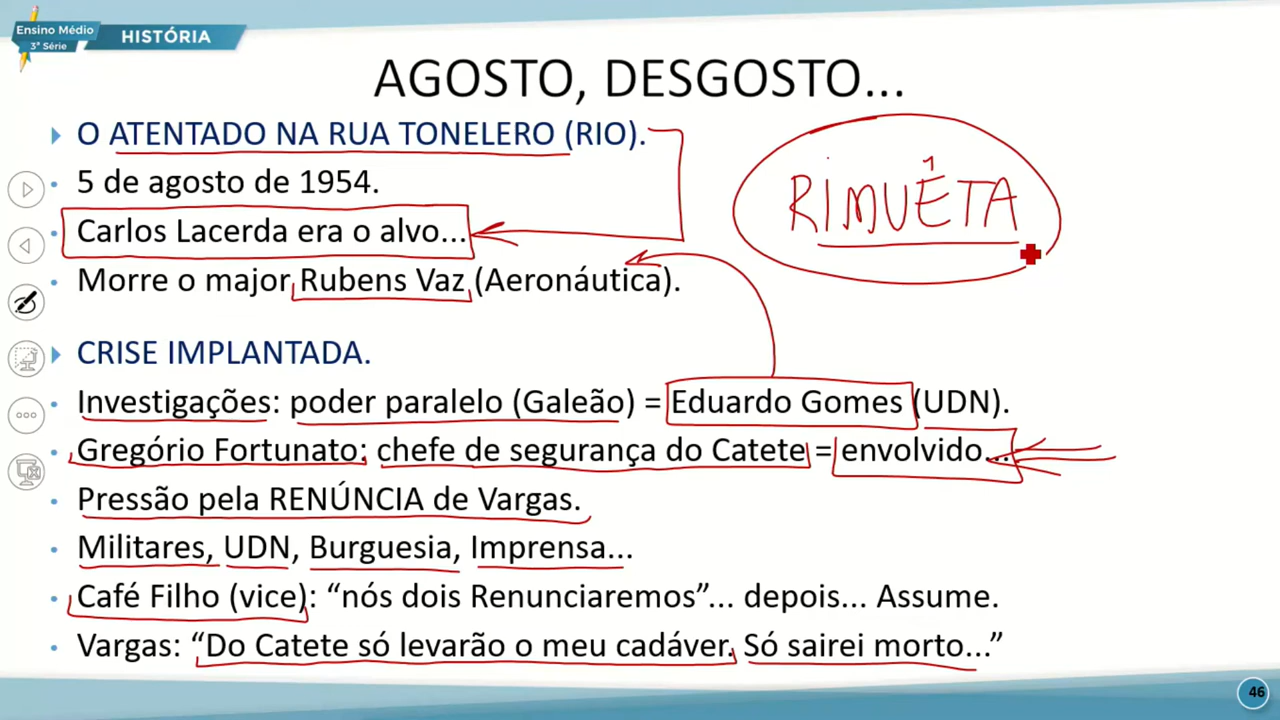 Ensino Médio
3ª Série
HISTÓRIA
AGOSTO, DESGOSTO...
O ATENTADO NA RUA TONELERO (RIO).
5 de agosto de 1954.
Carlos Lacerda era o alvo...
Morre o major Rubens Vaz (Aeronáutica).
RIMUÊTA
CRISE IMPLANTADA.
Investigações: poder paralelo (Galeão) = Eduardo Gomes (UDN).
Gregório Fortunato: chefe de segurança do Catete = envolvido...
Pressão pela RENÚNCIA de Vargas.
Militares, UDN, Burguesia, Imprensa...
Café Filho (vice): “nós dois Renunciaremos”... depois... Assume.
Vargas: “Do Catete só levarão o meu cadáver. Só sairei morto...”
46